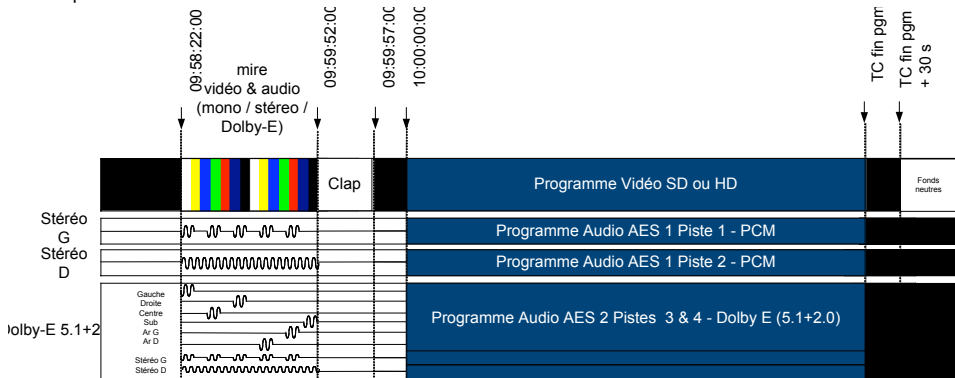 09:58:22:00
mire
vidéo & audio
(mono / stéreo /
Dolby-E)
09:59:52:00
09:59:57:00
10:00:00:00
TC fin pgm
TC fin pgm
+ 30 s
Clap
Programme Vidéo SD ou HD
Fonds
neutres
Stéréo
G
Programme Audio AES 1 Piste 1 - PCM
Stéréo
D
Programme Audio AES 1 Piste 2 - PCM
olby-E 5.1+2
Gauche
Droite
Centre
Sub
Ar G
Ar D
Stéréo G
Stéréo D
Programme Audio AES 2 Pistes 3 & 4 - Dolby E (5.1+2.0)